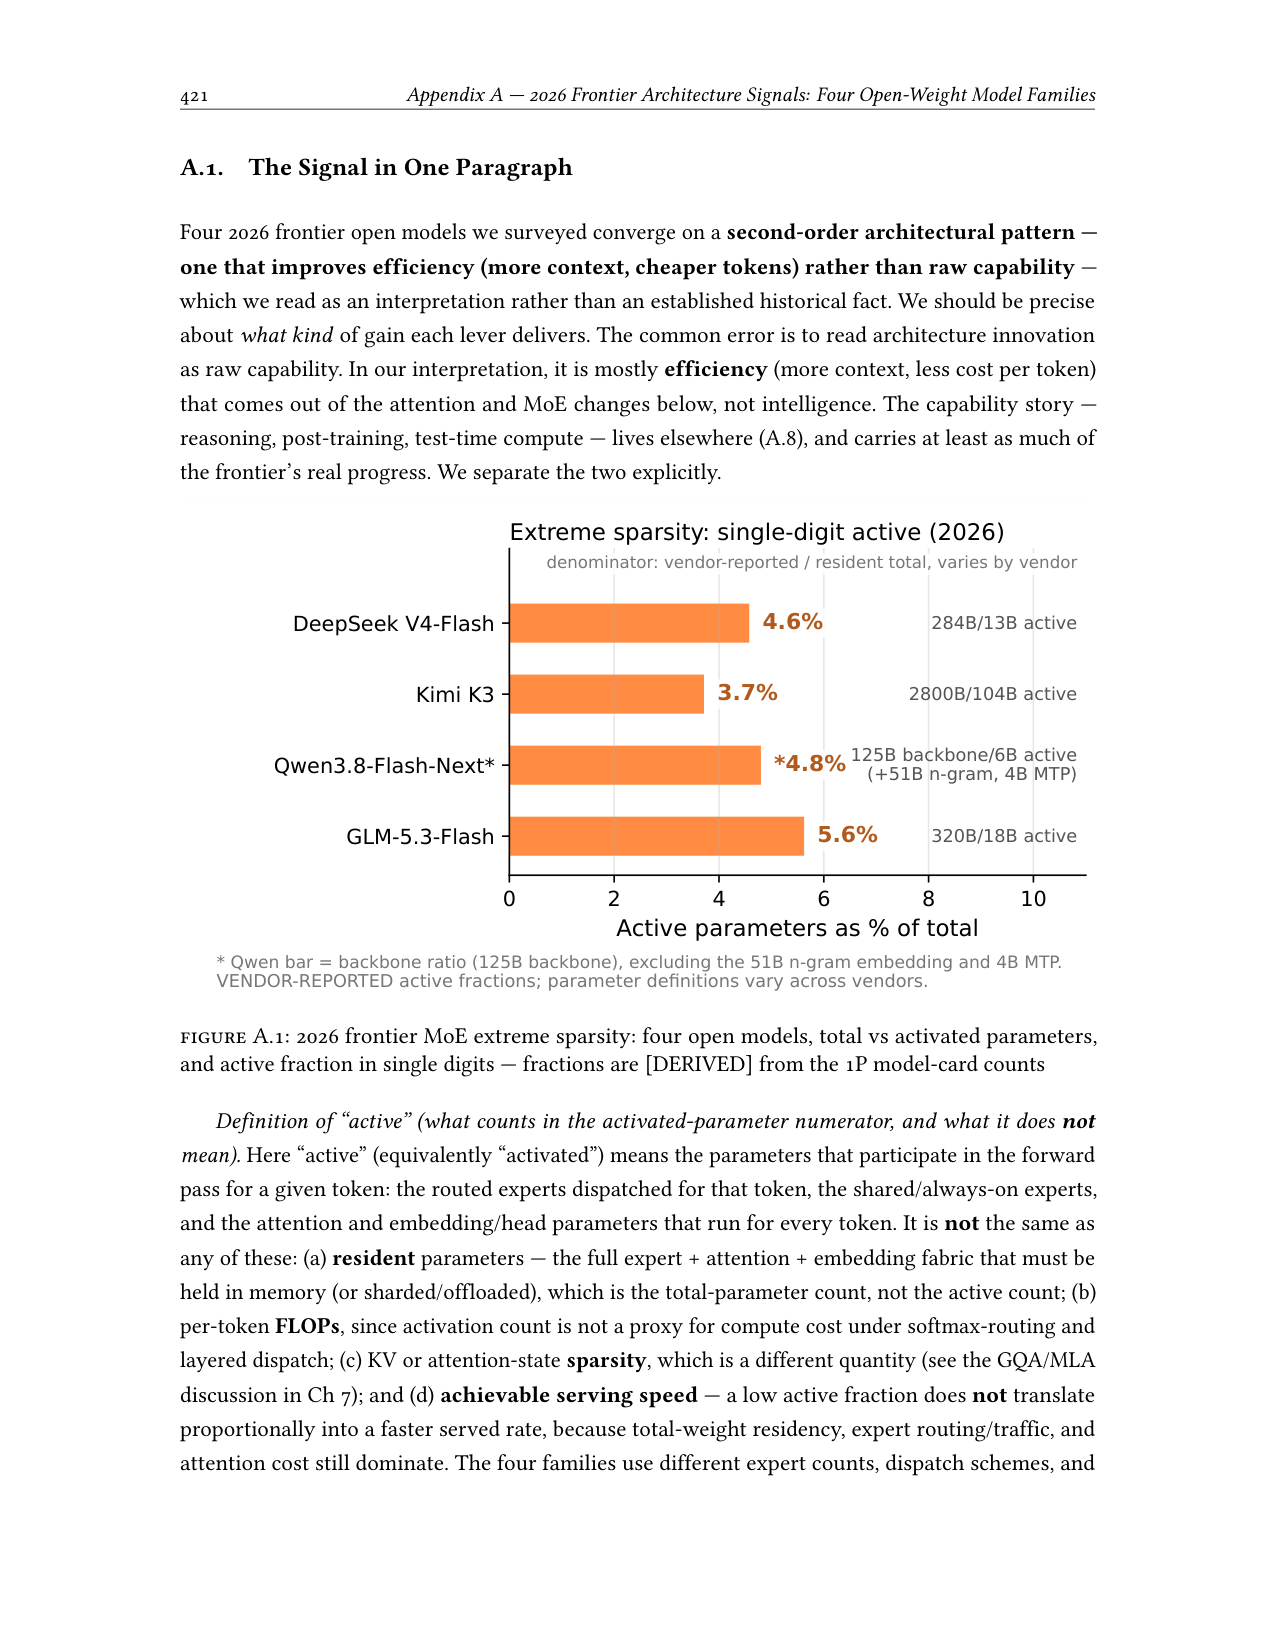 421
Appendix A — 2026 Frontier Architecture Signals: Four Open-Weight Model Families
A.1. The Signal in One Paragraph
Four 2026 frontier open models we surveyed converge on a second-order architectural pattern —
one that improves efficiency (more context, cheaper tokens) rather than raw capability —
which we read as an interpretation rather than an established historical fact. We should be precise
about what kind of gain each lever delivers. The common error is to read architecture innovation
as raw capability. In our interpretation, it is mostly efficiency (more context, less cost per token)
that comes out of the attention and MoE changes below, not intelligence. The capability story —
reasoning, post-training, test-time compute — lives elsewhere (A.8), and carries at least as much of
the frontier’s real progress. We separate the two explicitly.
Extreme sparsity: single-digit active (2026)
denominator: vendor-reported / resident total, varies by vendor
DeepSeek V4-Flash 4.6% 284B/13B active
Kimi K3 3.7% 2800B/104B active
Qwen3.8-Flash-Next* *4.8% 125B backbone/6B active
(+51B n-gram, 4B MTP)
GLM-5.3-Flash 5.6% 320B/18B active
0 2 4 6 8 10
Active parameters as % of total
* Qwen bar = backbone ratio (125B backbone), excluding the 51B n-gram embedding and 4B MTP.
VENDOR-REPORTED active fractions; parameter definitions vary across vendors.
FIGURE A.1: 2026 frontier MoE extreme sparsity: four open models, total vs activated parameters,
and active fraction in single digits — fractions are [DERIVED] from the 1P model-card counts
Definition of “active” (what counts in the activated-parameter numerator, and what it does not
mean). Here “active” (equivalently “activated”) means the parameters that participate in the forward
pass for a given token: the routed experts dispatched for that token, the shared/always-on experts,
and the attention and embedding/head parameters that run for every token. It is not the same as
any of these: (a) resident parameters — the full expert + attention + embedding fabric that must be
held in memory (or sharded/offloaded), which is the total-parameter count, not the active count; (b)
per-token FLOPs, since activation count is not a proxy for compute cost under softmax-routing and
layered dispatch; (c) KV or attention-state sparsity, which is a different quantity (see the GQA/MLA
discussion in Ch 7); and (d) achievable serving speed — a low active fraction does not translate
proportionally into a faster served rate, because total-weight residency, expert routing/traffic, and
attention cost still dominate. The four families use different expert counts, dispatch schemes, and